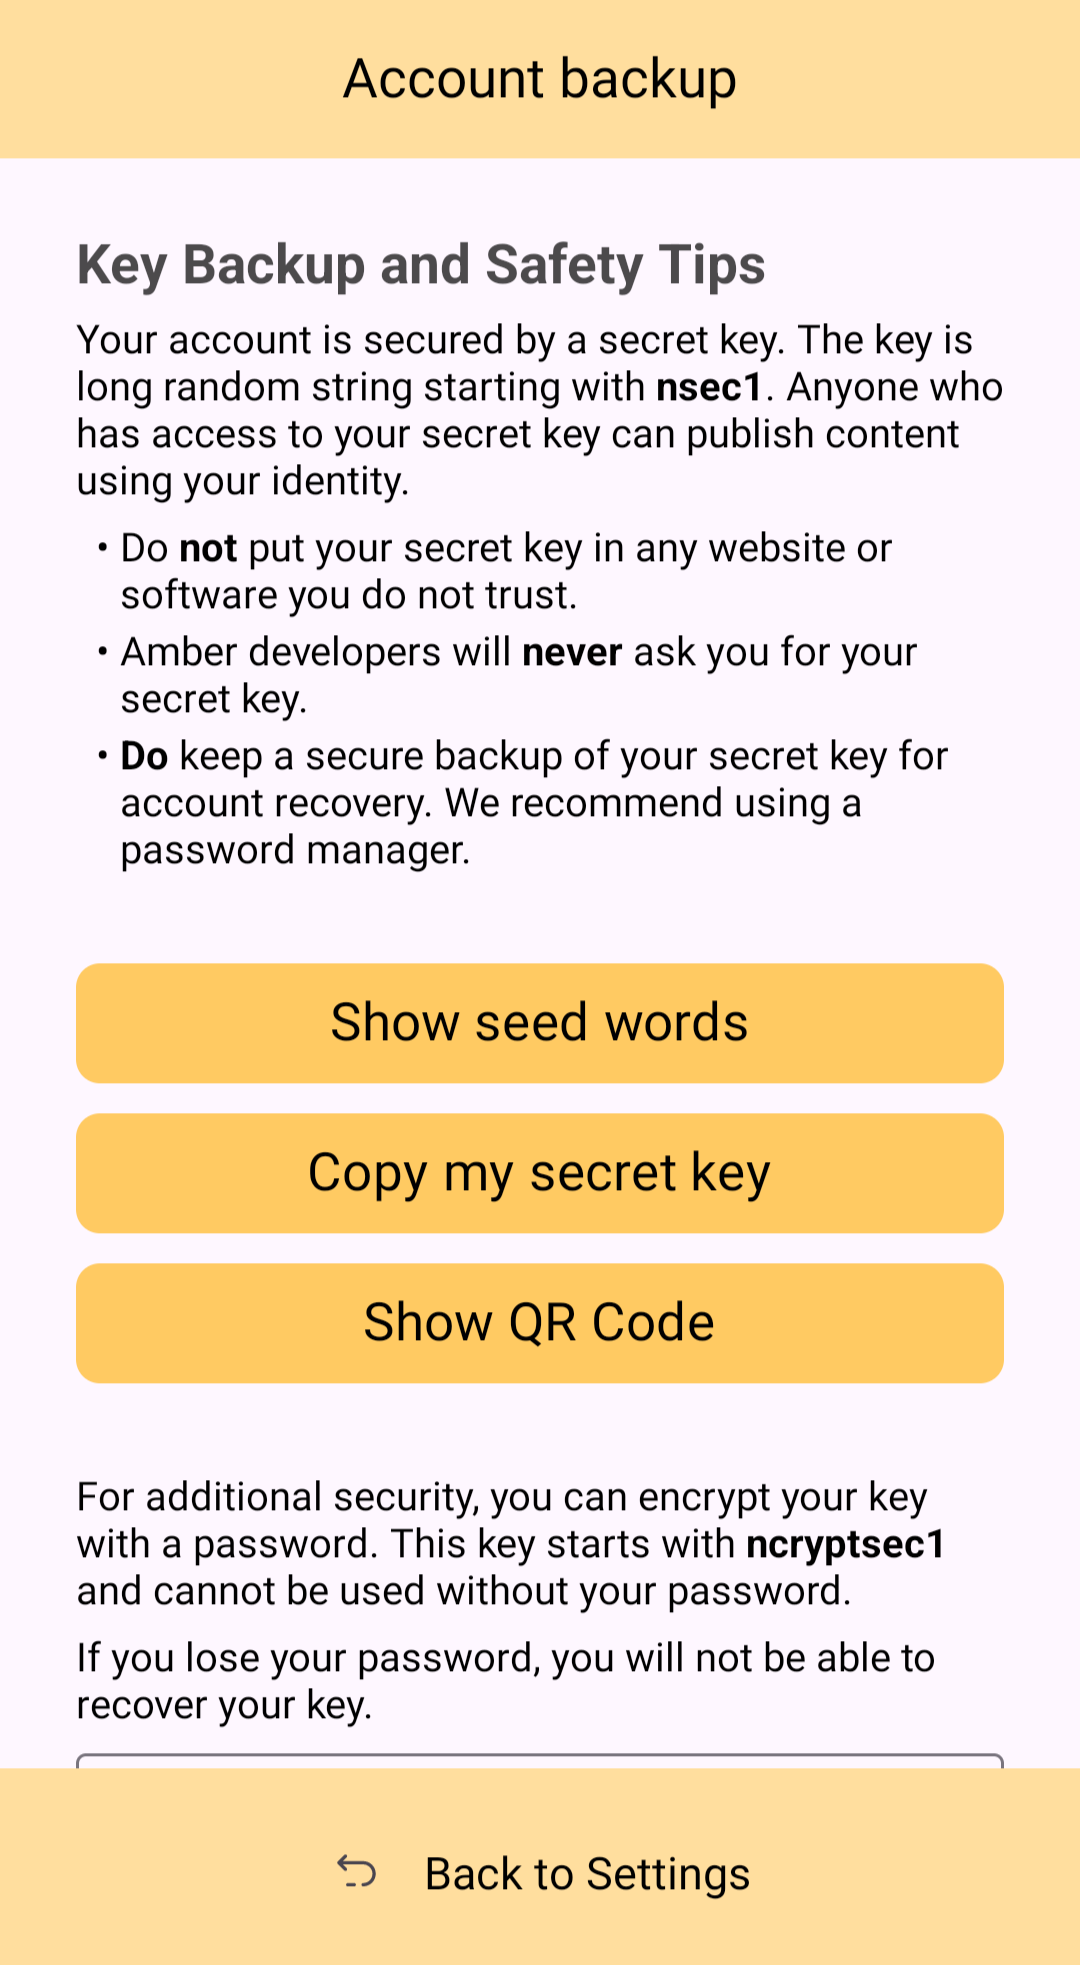 Account backup
Key Backup and Safety Tips
Your account is secured by a secret key. The key is
long random string starting with nsec1. Anyone who
has access to your secret key can publish content
using your identity.
• Do not put your secret key in any website or
software you do not trust.
• Amber developers will never ask you for your
secret key.
• Do keep a secure backup of your secret key for
account recovery. We recommend using a
password manager.
Show seed words
Copy my secret key
Show QR Code
For additional security, you can encrypt your key
with a password. This key starts with ncryptsec1
and cannot be used without your password.
If you lose your password, you will not be able to
recover your key.
Back to Settings